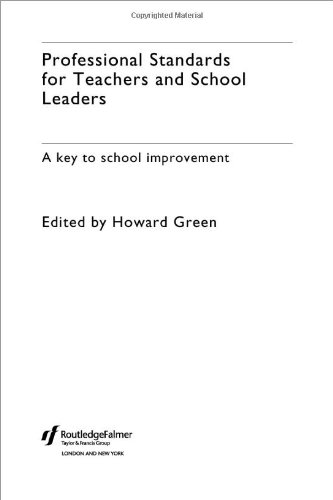 Copyrighted Material
Professional Standards
for Teachers and School
Leaders
A key to school improvement
Edited by Howard Green
RoutledgeFalmer
Taylor & Francis Group
LONDON AND NEW YORK